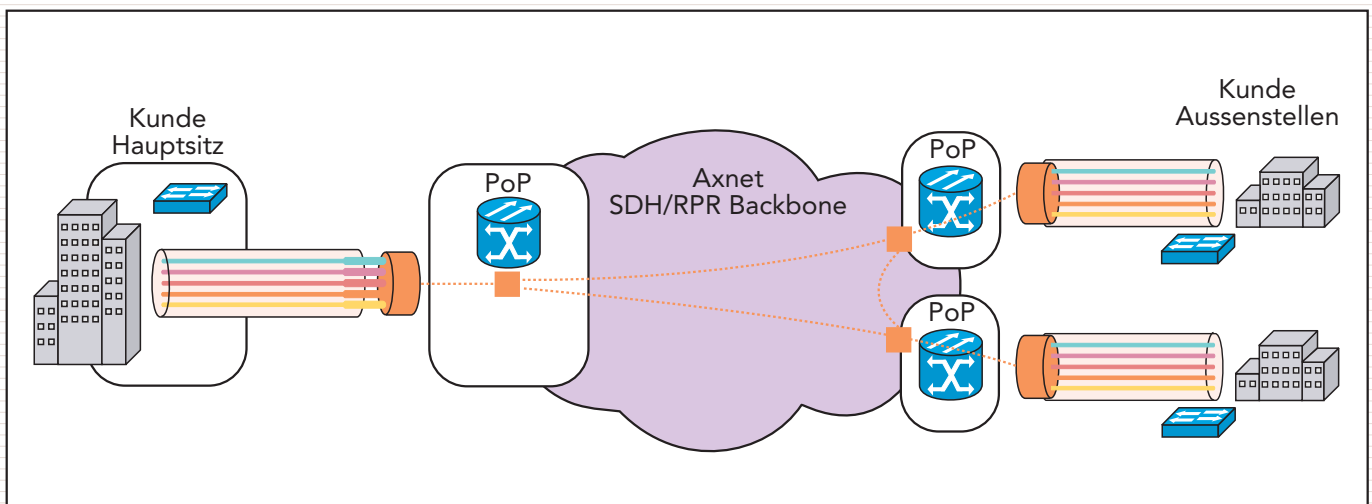 Kunde
Hauptsitz
PoP
Axnet
SDH/RPR Backbone
PoP
Kunde
Aussenstellen
PoP